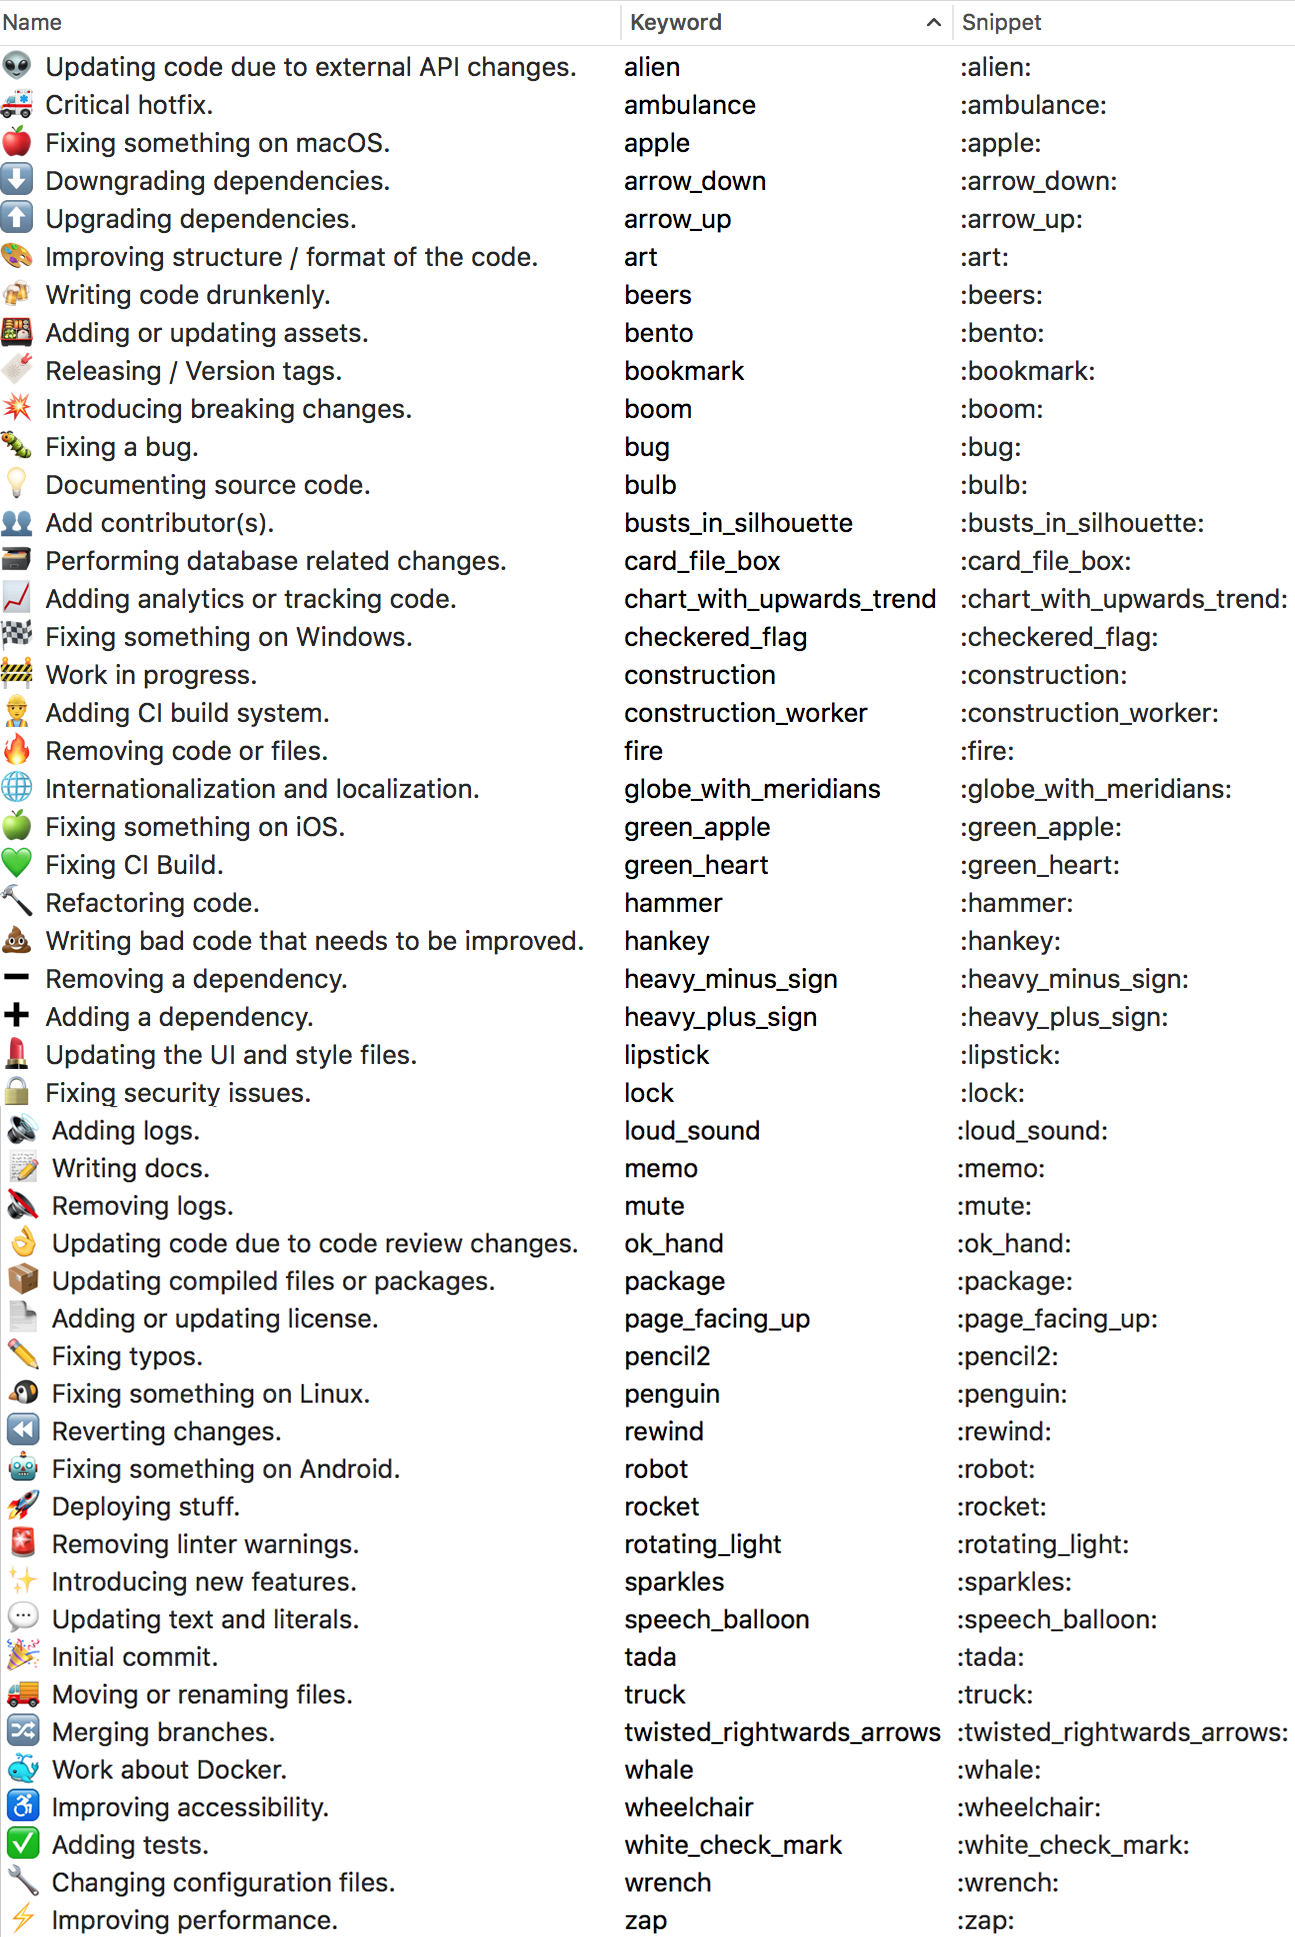 Name Keyword Snippet
Updating code due to external API changes. alien :alien:
Critical hotfix. ambulance :ambulance:
Fixing something on macOS. apple :apple:
Downgrading dependencies. arrow_down :arrow_down:
Upgrading dependencies. arrow_up :arrow_up:
Improving structure / format of the code. art :art:
Writing code drunkenly. beers :beers:
Adding or updating assets. bento :bento:
Releasing / Version tags. bookmark :bookmark:
Introducing breaking changes. boom :boom:
Fixing a bug. bug :bug:
Documenting source code. bulb :bulb:
Add contributor(s). busts_in_silhouette :busts_in_silhouette:
Performing database related changes. card_file_box :card_file_box:
Adding analytics or tracking code. chart_with_upwards_trend :chart_with_upwards_trend:
Fixing something on Windows. checkered_flag :checkered_flag:
Work in progress. construction :construction:
Adding CI build system. construction_worker :construction_worker:
Removing code or files. fire :fire:
Internationalization and localization. globe_with_meridians :globe_with_meridians:
Fixing something on iOS. green_apple :green_apple:
Fixing CI Build. green_heart :green_heart:
Refactoring code. hammer :hammer:
Writing bad code that needs to be improved. hankey :hankey:
Removing a dependency. heavy_minus_sign :heavy_minus_sign:
Adding a dependency. heavy_plus_sign :heavy_plus_sign:
Updating the UI and style files. lipstick :lipstick:
Fixing security issues. lock :lock:
Adding logs. loud_sound :loud_sound:
Writing docs. memo :memo:
Removing logs. mute :mute:
Updating code due to code review changes. ok_hand :ok_hand:
Updating compiled files or packages. package :package:
Adding or updating license. page_facing_up :page_facing_up:
Fixing typos. pencil2 :pencil2:
Fixing something on Linux. penguin :penguin:
Reverting changes. rewind :rewind:
Fixing something on Android. robot :robot:
Deploying stuff. rocket :rocket:
Removing linter warnings. rotating_light :rotating_light:
Introducing new features. sparkles :sparkles:
Updating text and literals. speech_balloon :speech_balloon:
Initial commit. tada :tada:
Moving or renaming files. truck :truck:
Merging branches. twisted_rightwards_arrows :twisted_rightwards_arrows:
Work about Docker. whale :whale:
Improving accessibility. wheelchair :wheelchair:
Adding tests. white_check_mark :white_check_mark:
Changing configuration files. wrench :wrench:
Improving performance. zap :zap: